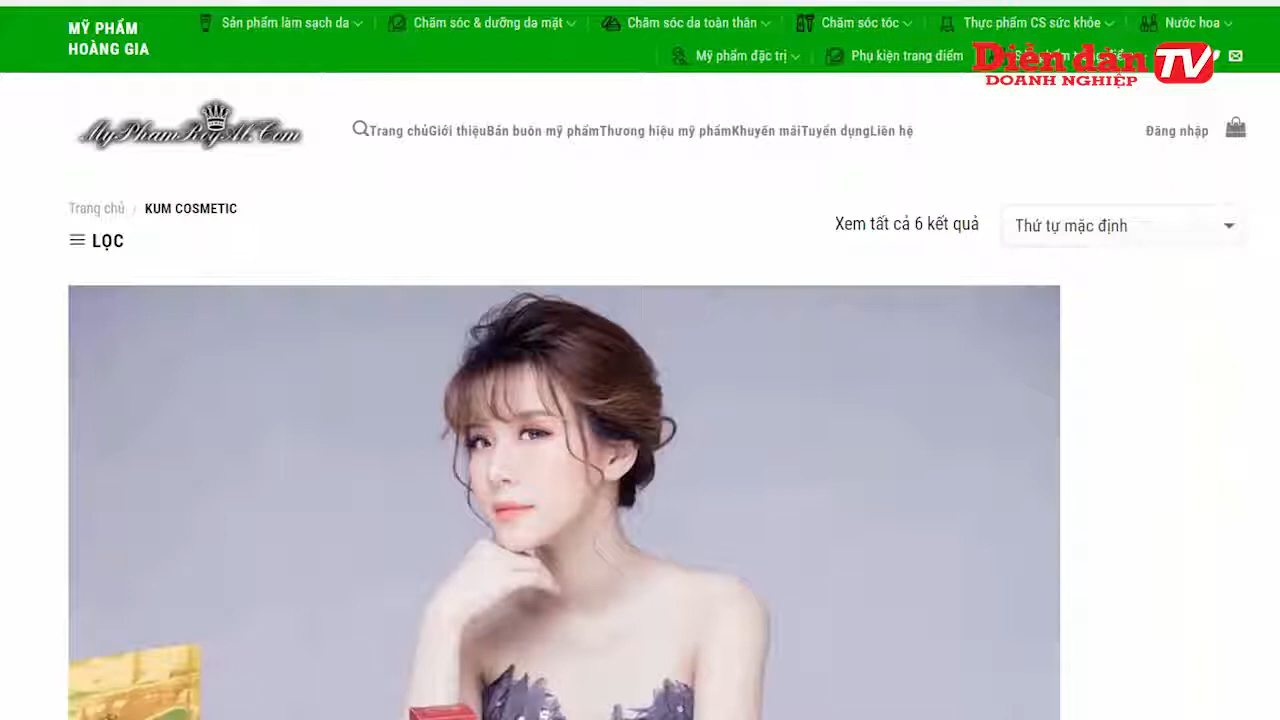 MỸ PHẨM
HOÀNG GIA
Sản phẩm làm sạch da
Chăm sóc & dưỡng da mặt
Chăm sóc da toàn thân
Chăm sóc tóc
Thực phẩm CS sức khỏe
Nước hoa
Mỹ phẩm đặc trị
Phụ kiện trang điểm
Diễn đàn TV
DOANH NGHIỆP
MyPhamRoyAl.Com
Trang chủ
Giới thiệu
Bán buôn mỹ phẩm
Thương hiệu mỹ phẩm
Khuyến mãi
Tuyển dụng
Liên hệ
Đăng nhập
Trang chủ / KUM COSMETIC
LỌC
Xem tất cả 6 kết quả
Thứ tự mặc định